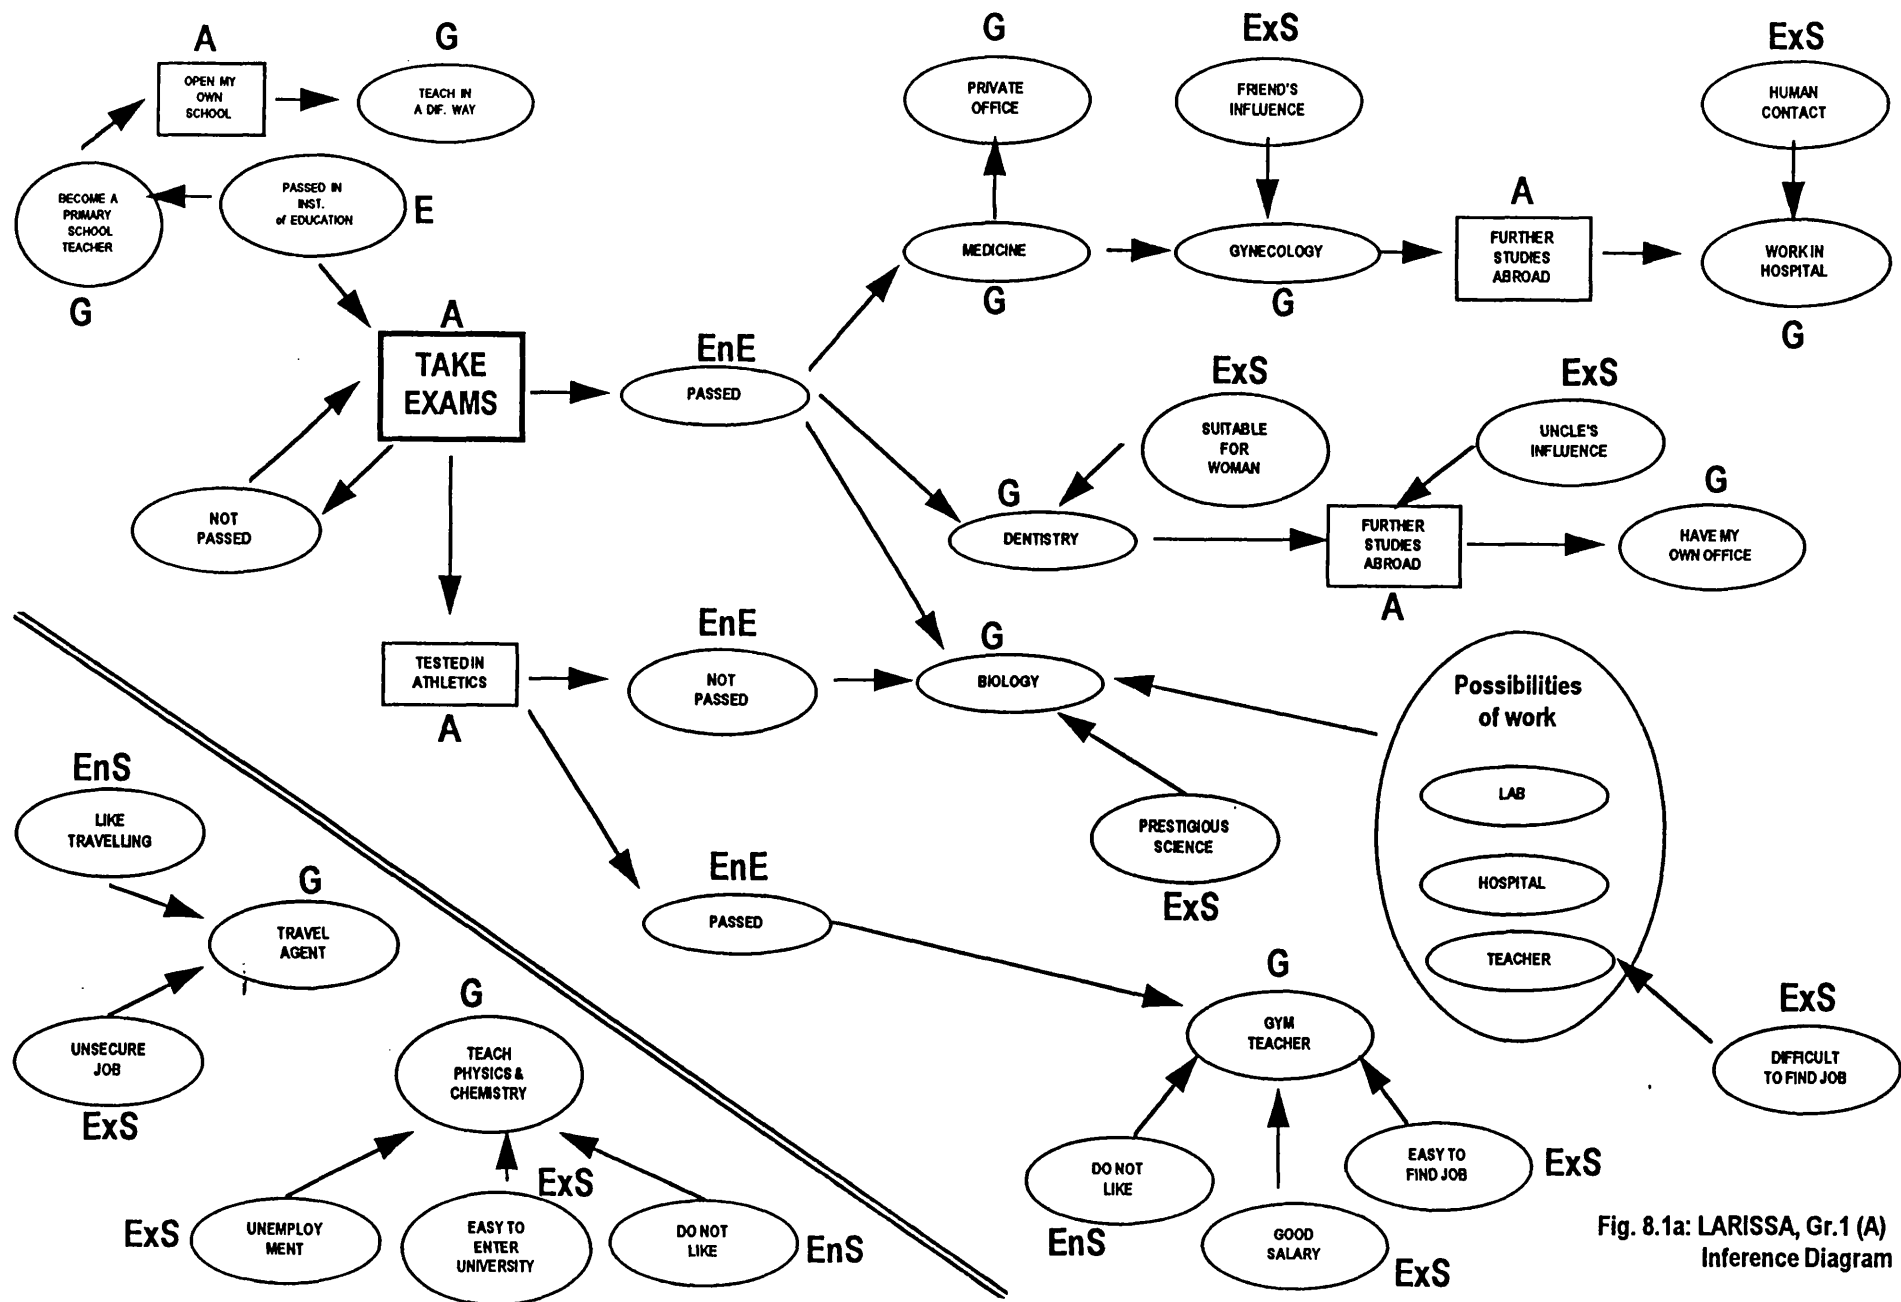 A
OPEN MY
OWN
SCHOOL
G
TEACH IN
A DIF. WAY
BECOME A
PRIMARY
SCHOOL
TEACHER
G
PASSED IN
INST.
of EDUCATION
E
A
TAKE
EXAMS
NOT
PASSED
EnE
PASSED
G
PRIVATE
OFFICE
MEDICINE
G
ExS
FRIEND'S
INFLUENCE
GYNECOLOGY
G
A
FURTHER
STUDIES
ABROAD
ExS
HUMAN
CONTACT
WORK IN
HOSPITAL
G
ExS
SUITABLE
FOR
WOMAN
G
DENTISTRY
ExS
UNCLE'S
INFLUENCE
FURTHER
STUDIES
ABROAD
A
G
HAVE MY
OWN OFFICE
TESTED IN
ATHLETICS
A
EnE
NOT
PASSED
G
BIOLOGY
PRESTIGIOUS
SCIENCE
ExS
Possibilities
of work
LAB
HOSPITAL
TEACHER
ExS
DIFFICULT
TO FIND JOB
EnE
PASSED
G
GYM
TEACHER
DO NOT
LIKE
EnS
GOOD
SALARY
ExS
EASY TO
FIND JOB
ExS
EnS
LIKE
TRAVELLING
G
TRAVEL
AGENT
UNSECURE
JOB
ExS
G
TEACH
PHYSICS &
CHEMISTRY
ExS
UNEMPLOY
MENT
ExS
EASY TO
ENTER
UNIVERSITY
DO NOT
LIKE
EnS
Fig. 8.1a: LARISSA, Gr.1 (A)
Inference Diagram